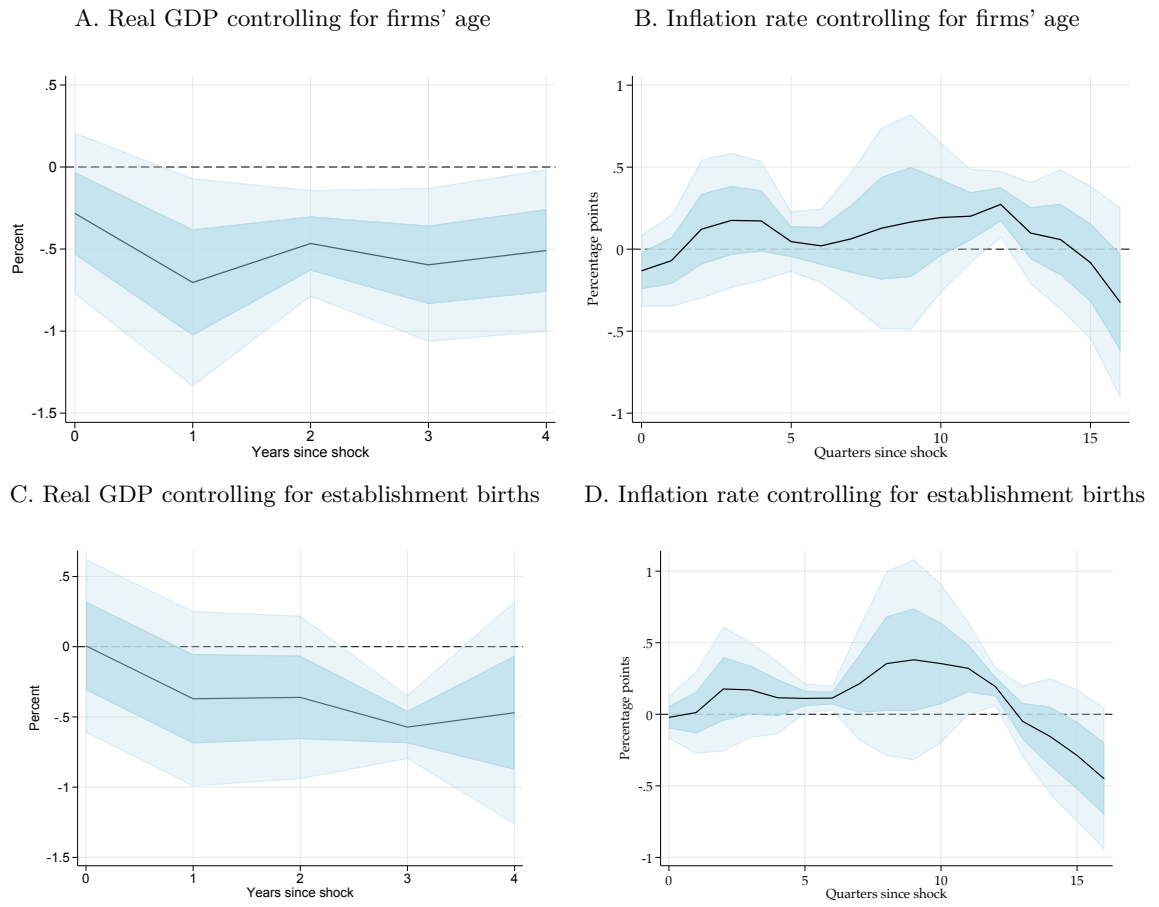 A. Real GDP controlling for firms' age
B. Inflation rate controlling for firms' age
.5
0
-.5
-1
-1.5
Percent
0 1 2 3 4
Years since shock
1
.5
0
-.5
-1
Percentage points
0 5 10 15
Quarters since shock
C. Real GDP controlling for establishment births
D. Inflation rate controlling for establishment births
.5
0
-.5
-1
-1.5
Percent
0 1 2 3 4
Years since shock
1
.5
0
-.5
-1
Percentage points
0 5 10 15
Quarters since shock